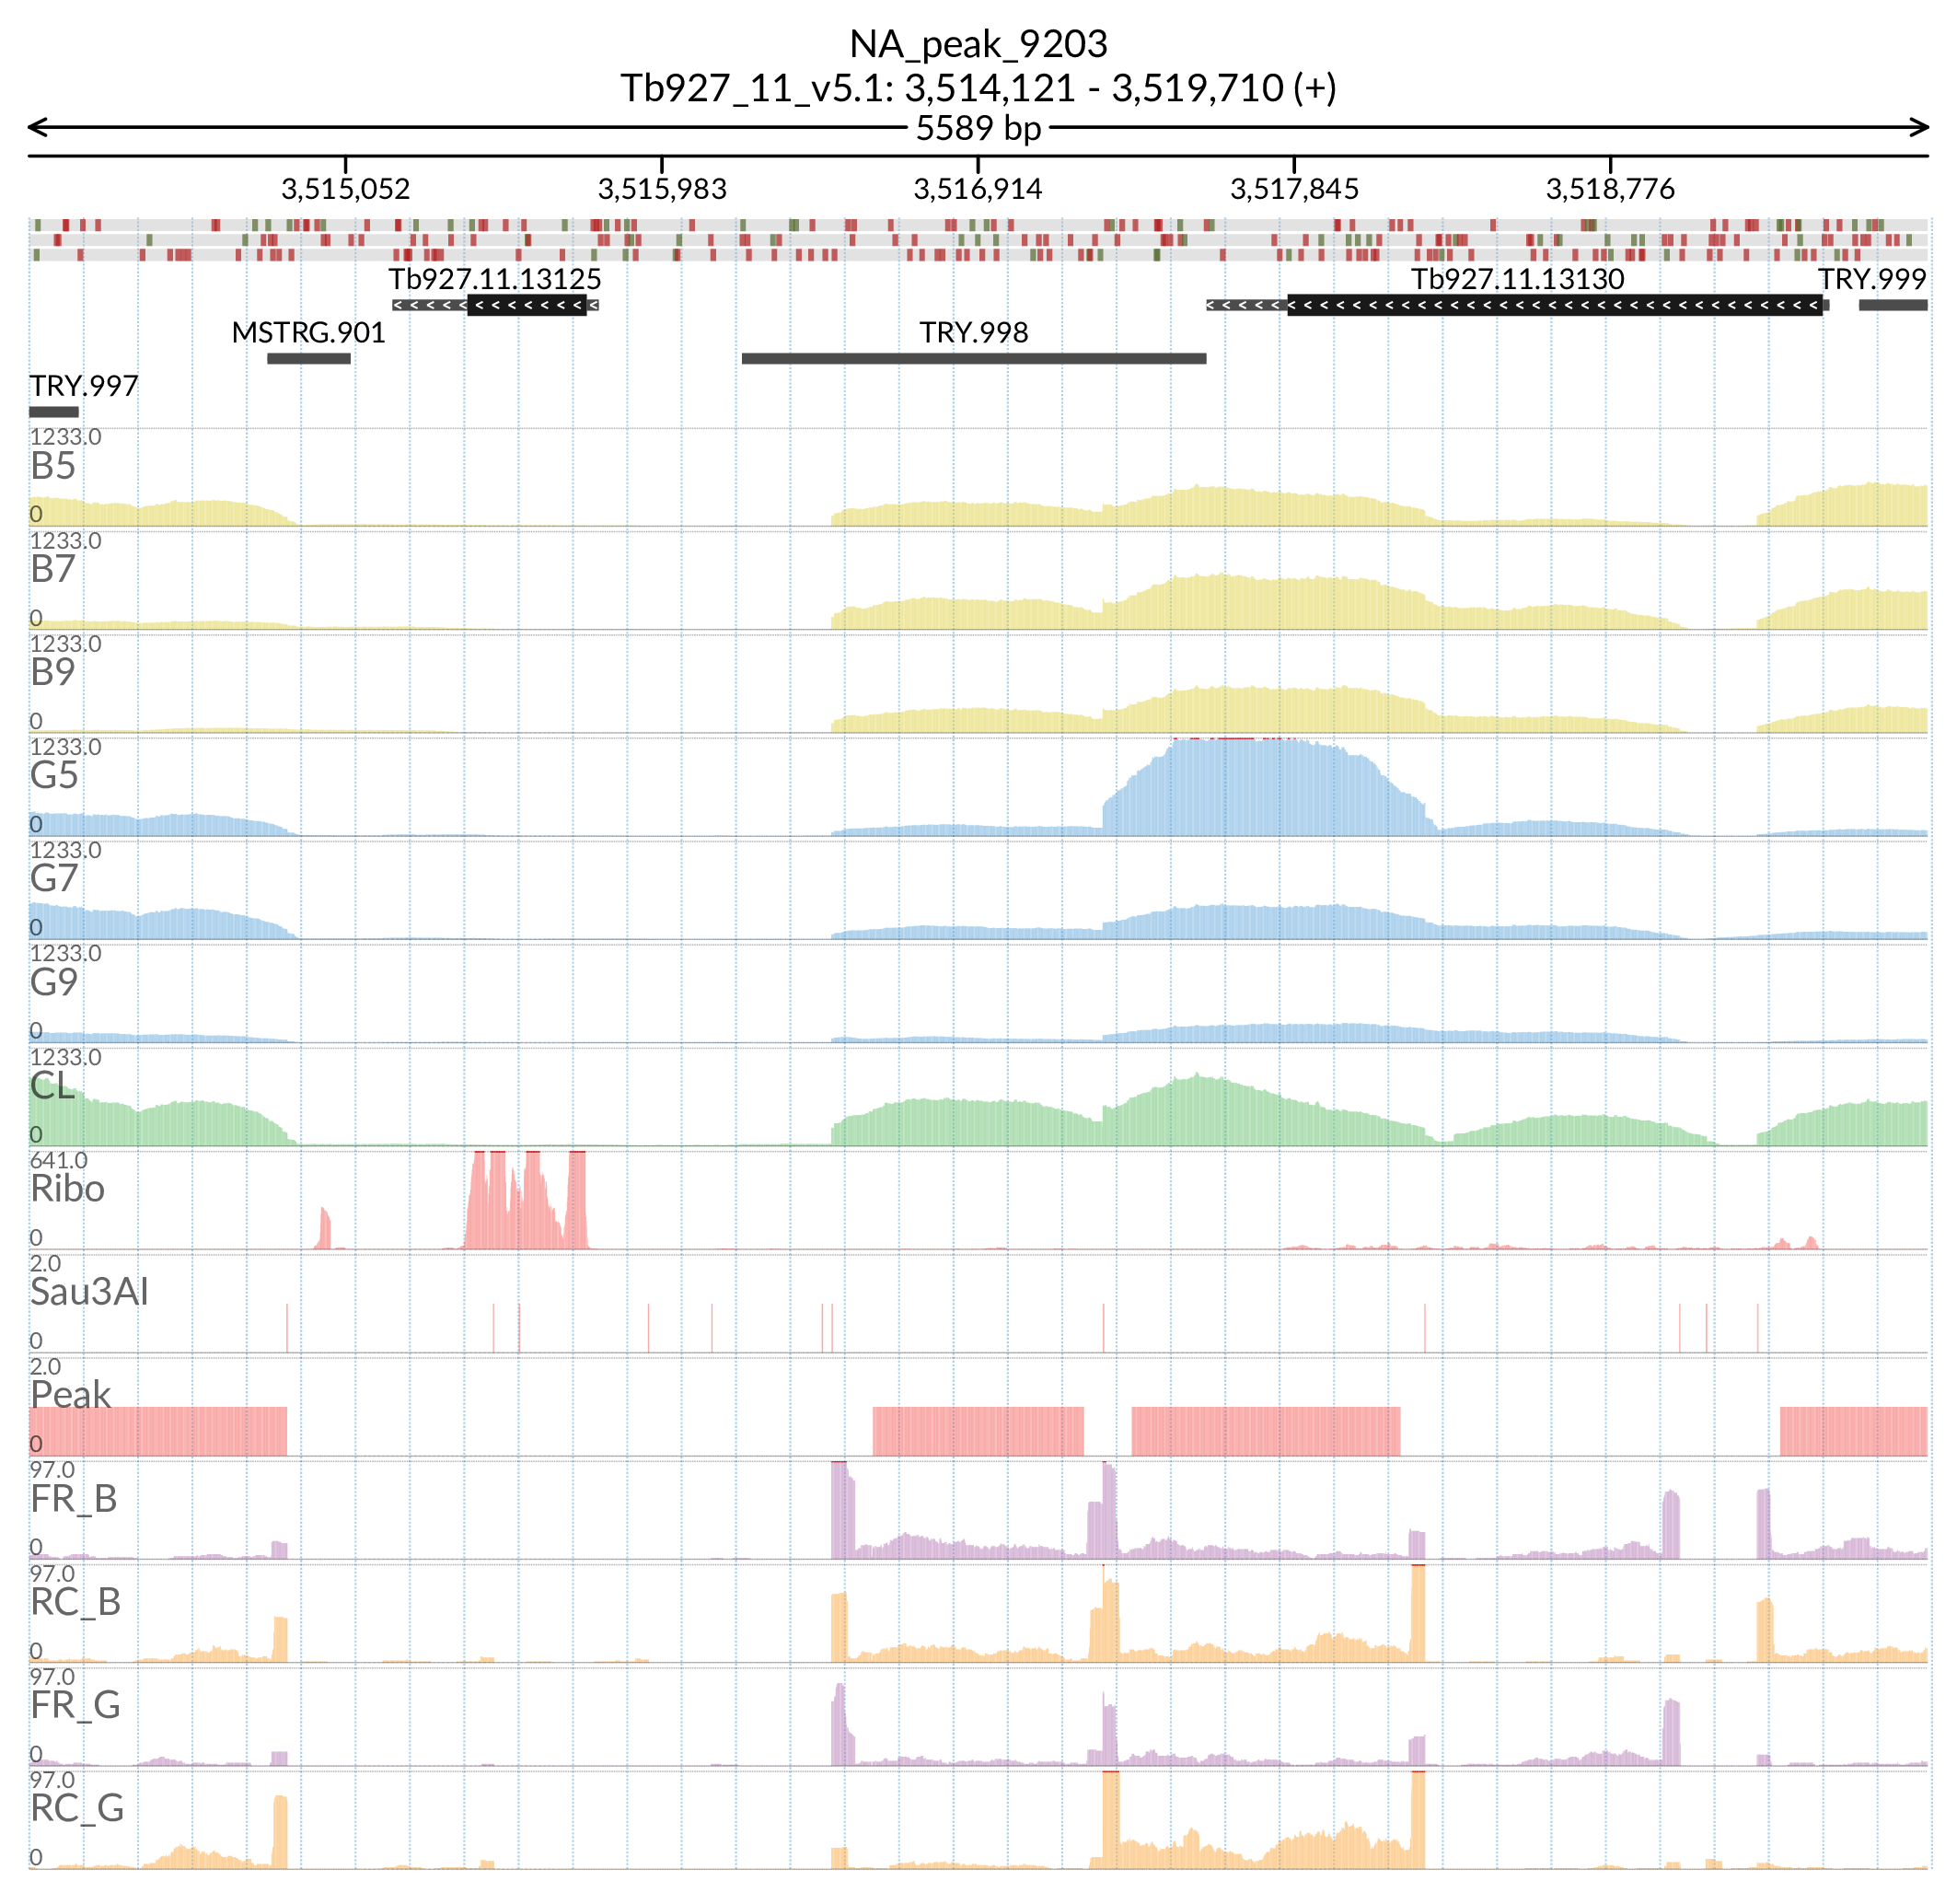 NA_peak_9203
Tb927_11_v5.1: 3,514,121 - 3,519,710 (+)
5589 bp
3,515,052 3,515,983 3,516,914 3,517,845 3,518,776
Tb927.11.13125 Tb927.11.13130 TRY.999
MSTRG.901 TRY.998
TRY.997
1233.0
B5
0
1233.0
B7
0
1233.0
B9
0
1233.0
G5
0
1233.0
G7
0
1233.0
G9
0
1233.0
CL
0
641.0
Ribo
0
2.0
Sau3AI
0
2.0
Peak
0
97.0
FR_B
0
97.0
RC_B
0
97.0
FR_G
0
97.0
RC_G
0